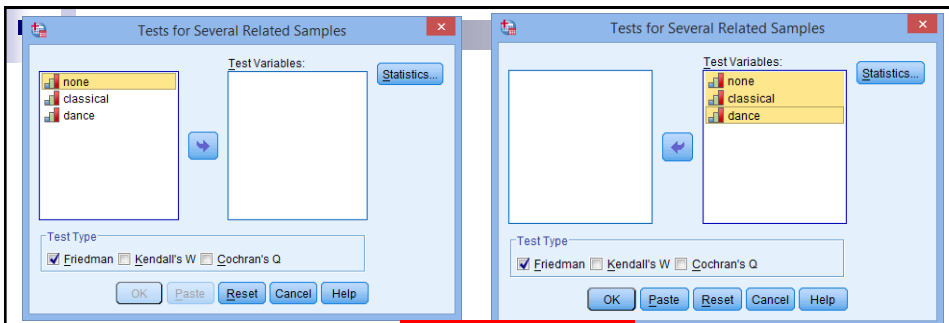 Tests for Several Related Samples
Test Variables:
none
classical
dance
Statistics...
Test Type
Friedman Kendall's W Cochran's Q
OK Paste Reset Cancel Help
Tests for Several Related Samples
Test Variables:
none
classical
dance
Statistics...
Test Type
Friedman Kendall's W Cochran's Q
OK Paste Reset Cancel Help